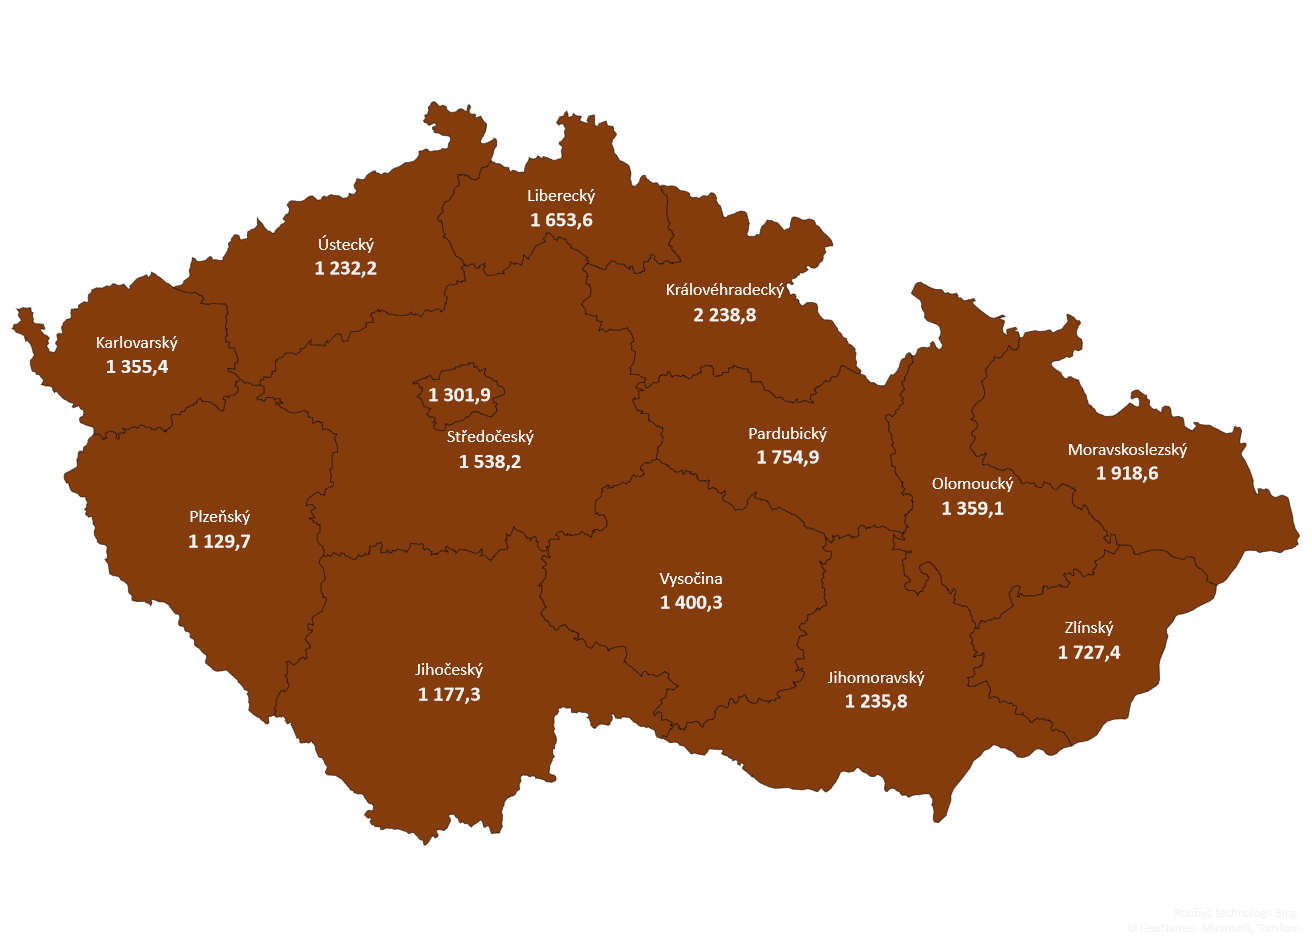 Liberecký
1 653,6
Ústecký
1 232,2
Královéhradecký
2 238,8
Karlovarský
1 355,4
1 301,9
Středočeský
1 538,2
Pardubický
1 754,9
Moravskoslezský
1 918,6
Olomoucký
1 359,1
Plzeňský
1 129,7
Vysočina
1 400,3
Zlínský
1 727,4
Jihočeský
1 177,3
Jihomoravský
1 235,8
Používá technologii Bing.
© GeoNames, Microsoft, TomTom